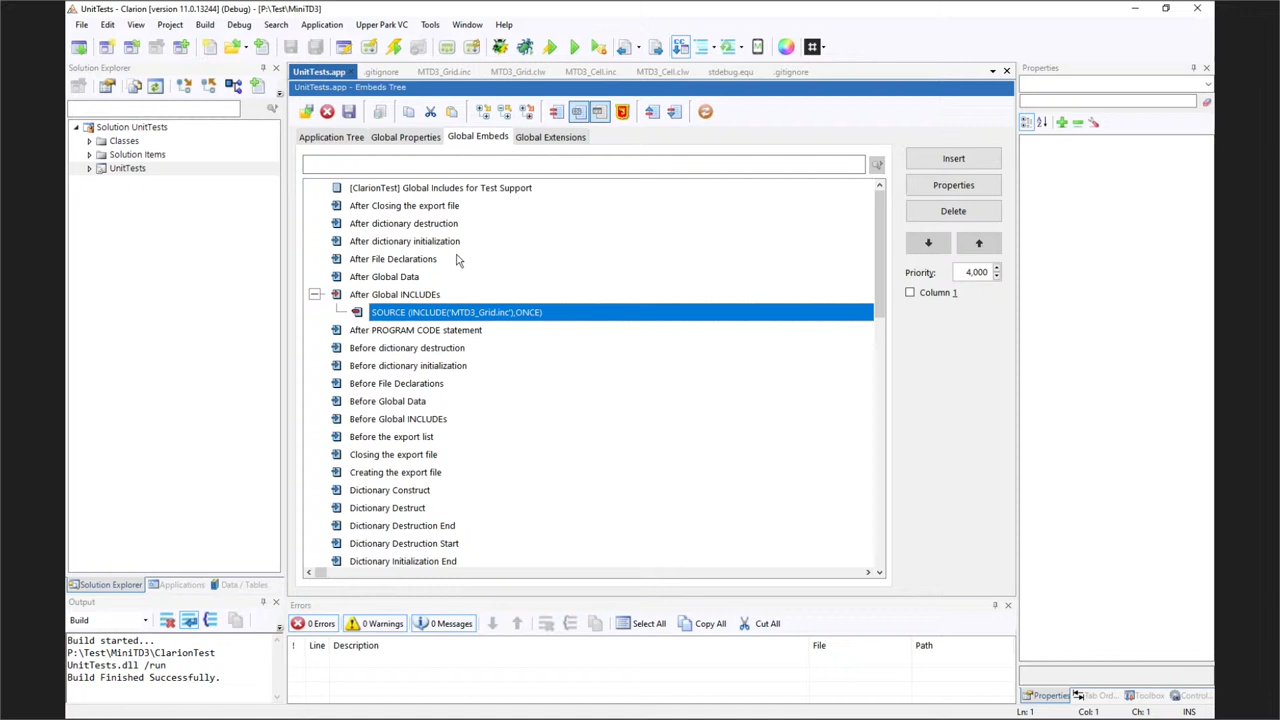 UnitTests - Clarion 11.0.13244] (Debug) - [P:\Test\MiniTD3]
File Edit View Project Build Debug Search Application Upper Park VC Tools Window Help
Solution Explorer
UnitTests.app .gitignore MTD3_Grid.inc MTD3_Grid.clw MTD3_Cell.inc MTD3_Cell.clw stdebug.equ .gitignore
Properties
UnitTests.app - Embeds Tree
Application Tree Global Properties Global Embeds Global Extensions
Solution UnitTests
Classes
Solution Items
UnitTests
[ClarionTest] Global Includes for Test Support
After Closing the export file
After dictionary destruction
After dictionary initialization
After File Declarations
After Global Data
After Global INCLUDEs
SOURCE (INCLUDE('MTD3_Grid.inc'),ONCE)
After PROGRAM CODE statement
Before dictionary destruction
Before dictionary initialization
Before File Declarations
Before Global Data
Before Global INCLUDEs
Before the export list
Closing the export file
Creating the export file
Dictionary Construct
Dictionary Destruct
Dictionary Destruction End
Dictionary Destruction Start
Dictionary Initialization End
Insert
Properties
Delete
Priority: 4,000
Column 1
Solution Explorer Applications Data / Tables
Output
Build
Build started...
P:\Test\MiniTD3\ClarionTest
UnitTests.dll /run
Build Finished Successfully.
Errors
0 Errors 0 Warnings 0 Messages Select All Copy All Cut All
! Line Description File Path
Properties Tab Ord... Toolbox Control...
Ln: 1 Col: 1 Ch: 1 INS